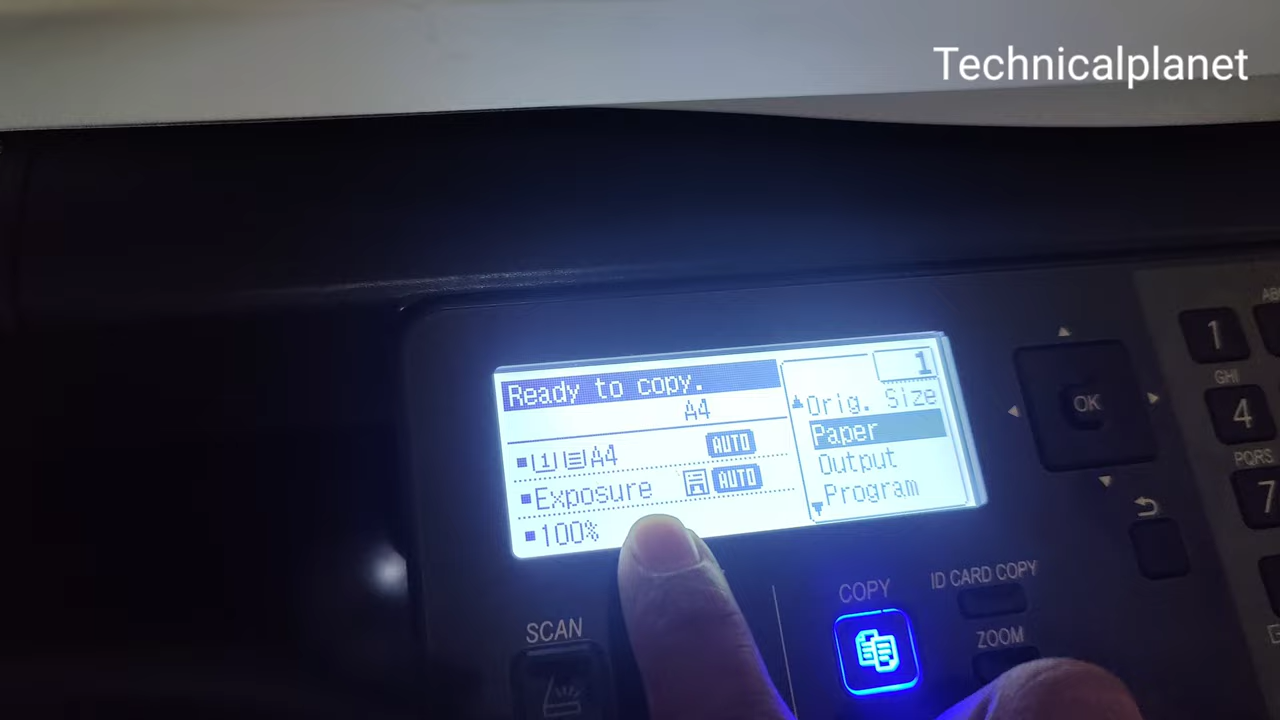 Technicalplanet
Ready to copy.
1
A4
Orig. Size
1 A4 AUTO
Paper
Exposure AUTO
Output
100%
Program
OK
1
GHI
4
PQRS
7
SCAN
COPY
ID CARD COPY
ZOOM